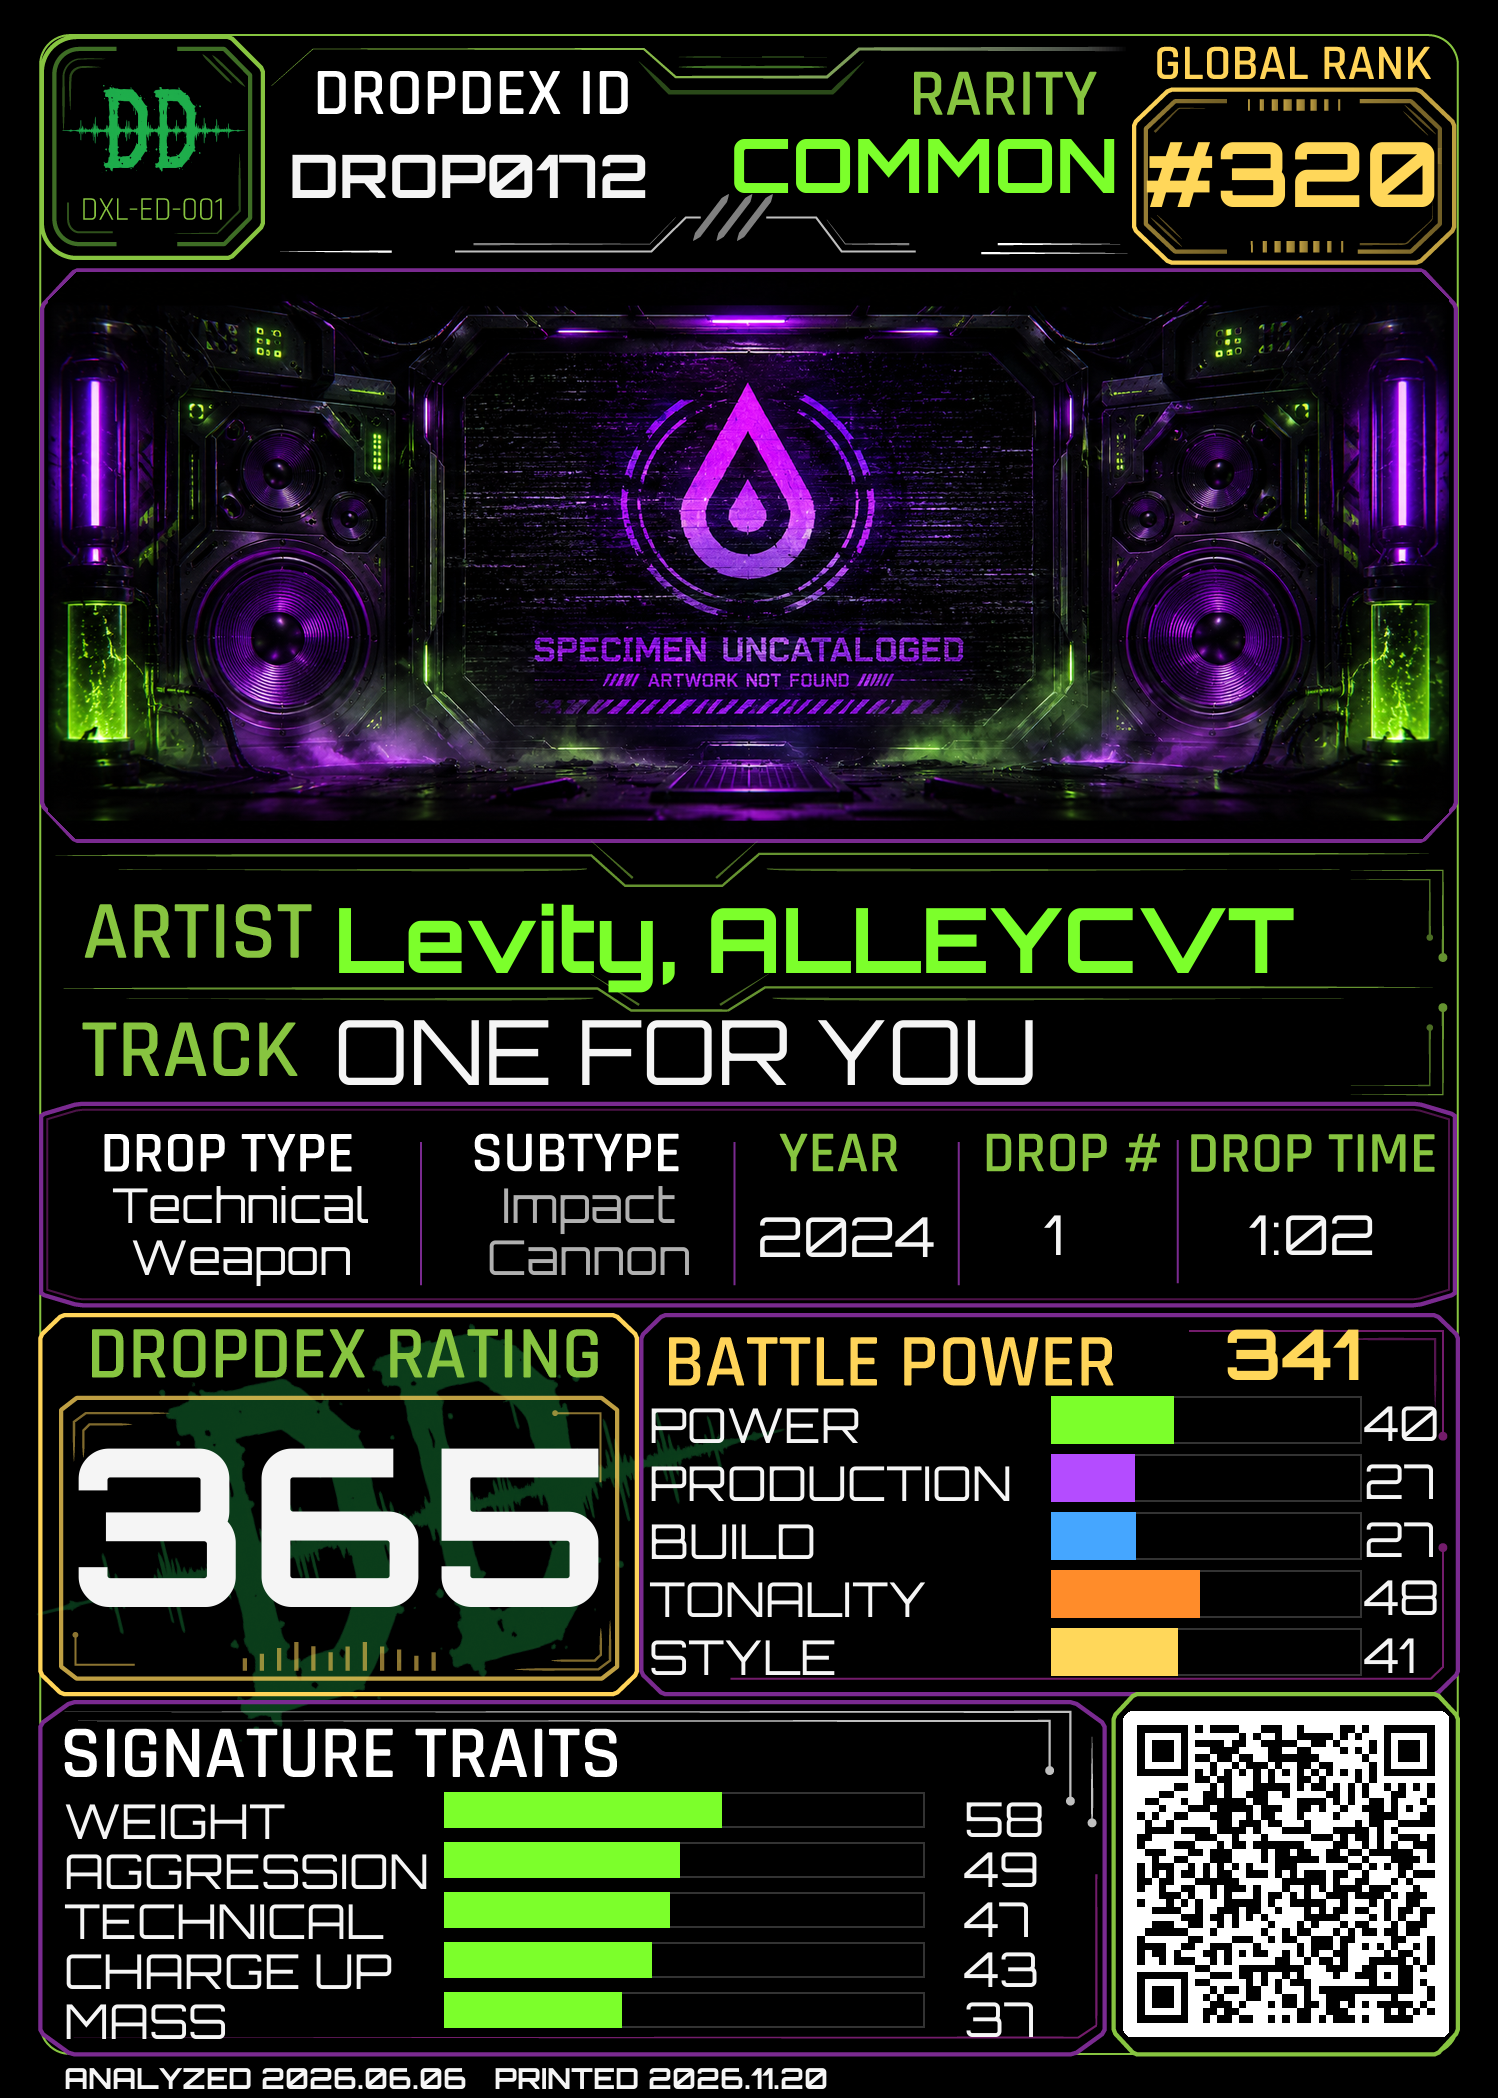 DD
DXL-ED-001
DROPDEX ID
DROP0172
RARITY
COMMON
GLOBAL RANK
#320
SPECIMEN UNCATALOGED
///// ARTWORK NOT FOUND /////
ARTIST Levity, ALLEYCVT
TRACK ONE FOR YOU
DROP TYPE
Technical
Weapon
SUBTYPE
Impact
Cannon
YEAR
2024
DROP #
1
DROP TIME
1:02
DROPDEX RATING
365
BATTLE POWER 341
POWER 40
PRODUCTION 27
BUILD 27
TONALITY 48
STYLE 41
SIGNATURE TRAITS
WEIGHT 58
AGGRESSION 49
TECHNICAL 47
CHARGE UP 43
MASS 37
ANALYZED 2026.06.06 PRINTED 2026.11.20